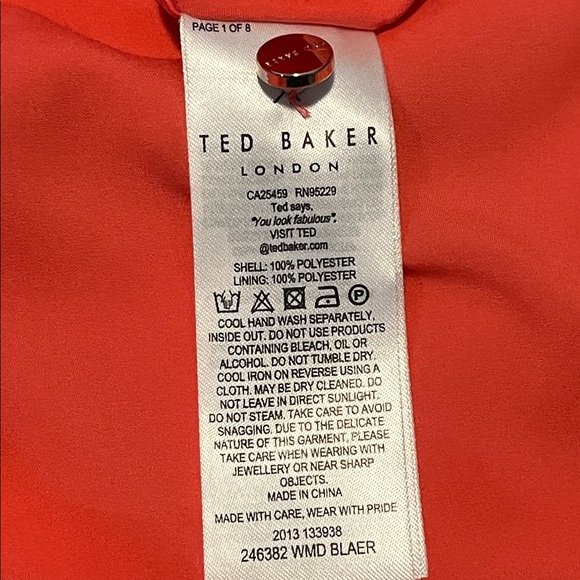 PAGE 1 OF 8
TED BAKER
LONDON
CA25459 RN95229
Ted says,
"You look fabulous".
VISIT TED
@tedbaker.com
SHELL: 100% POLYESTER
LINING: 100% POLYESTER
COOL HAND WASH SEPARATELY,
INSIDE OUT. DO NOT USE PRODUCTS
CONTAINING BLEACH, OIL OR
ALCOHOL. DO NOT TUMBLE DRY.
COOL IRON ON REVERSE USING A
CLOTH. MAY BE DRY CLEANED. DO
NOT LEAVE IN DIRECT SUNLIGHT.
DO NOT STEAM. TAKE CARE TO AVOID
SNAGGING. DUE TO THE DELICATE
NATURE OF THIS GARMENT, PLEASE
TAKE CARE WHEN WEARING WITH
JEWELLERY OR NEAR SHARP
OBJECTS.
MADE IN CHINA
MADE WITH CARE, WEAR WITH PRIDE
2013 133938
246382 WMD BLAER